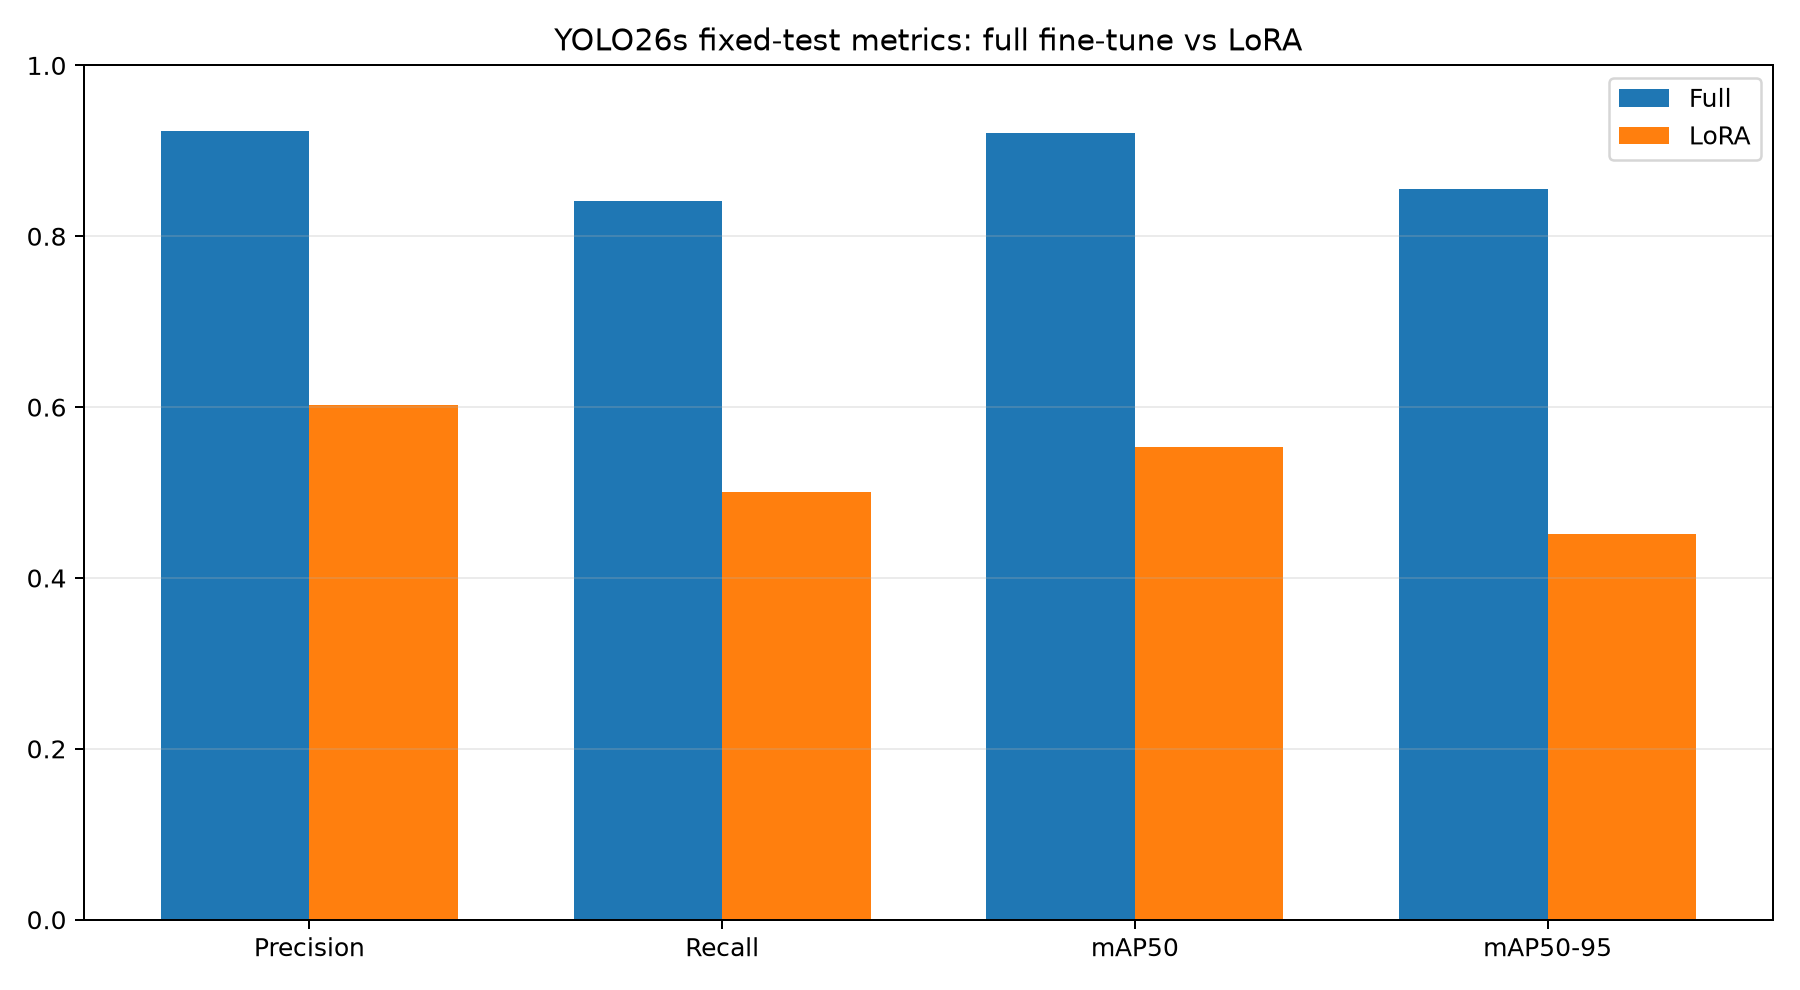 YOLO26s fixed-test metrics: full fine-tune vs LoRA
Full
LoRA
1.0
0.8
0.6
0.4
0.2
0.0
Precision
Recall
mAP50
mAP50-95